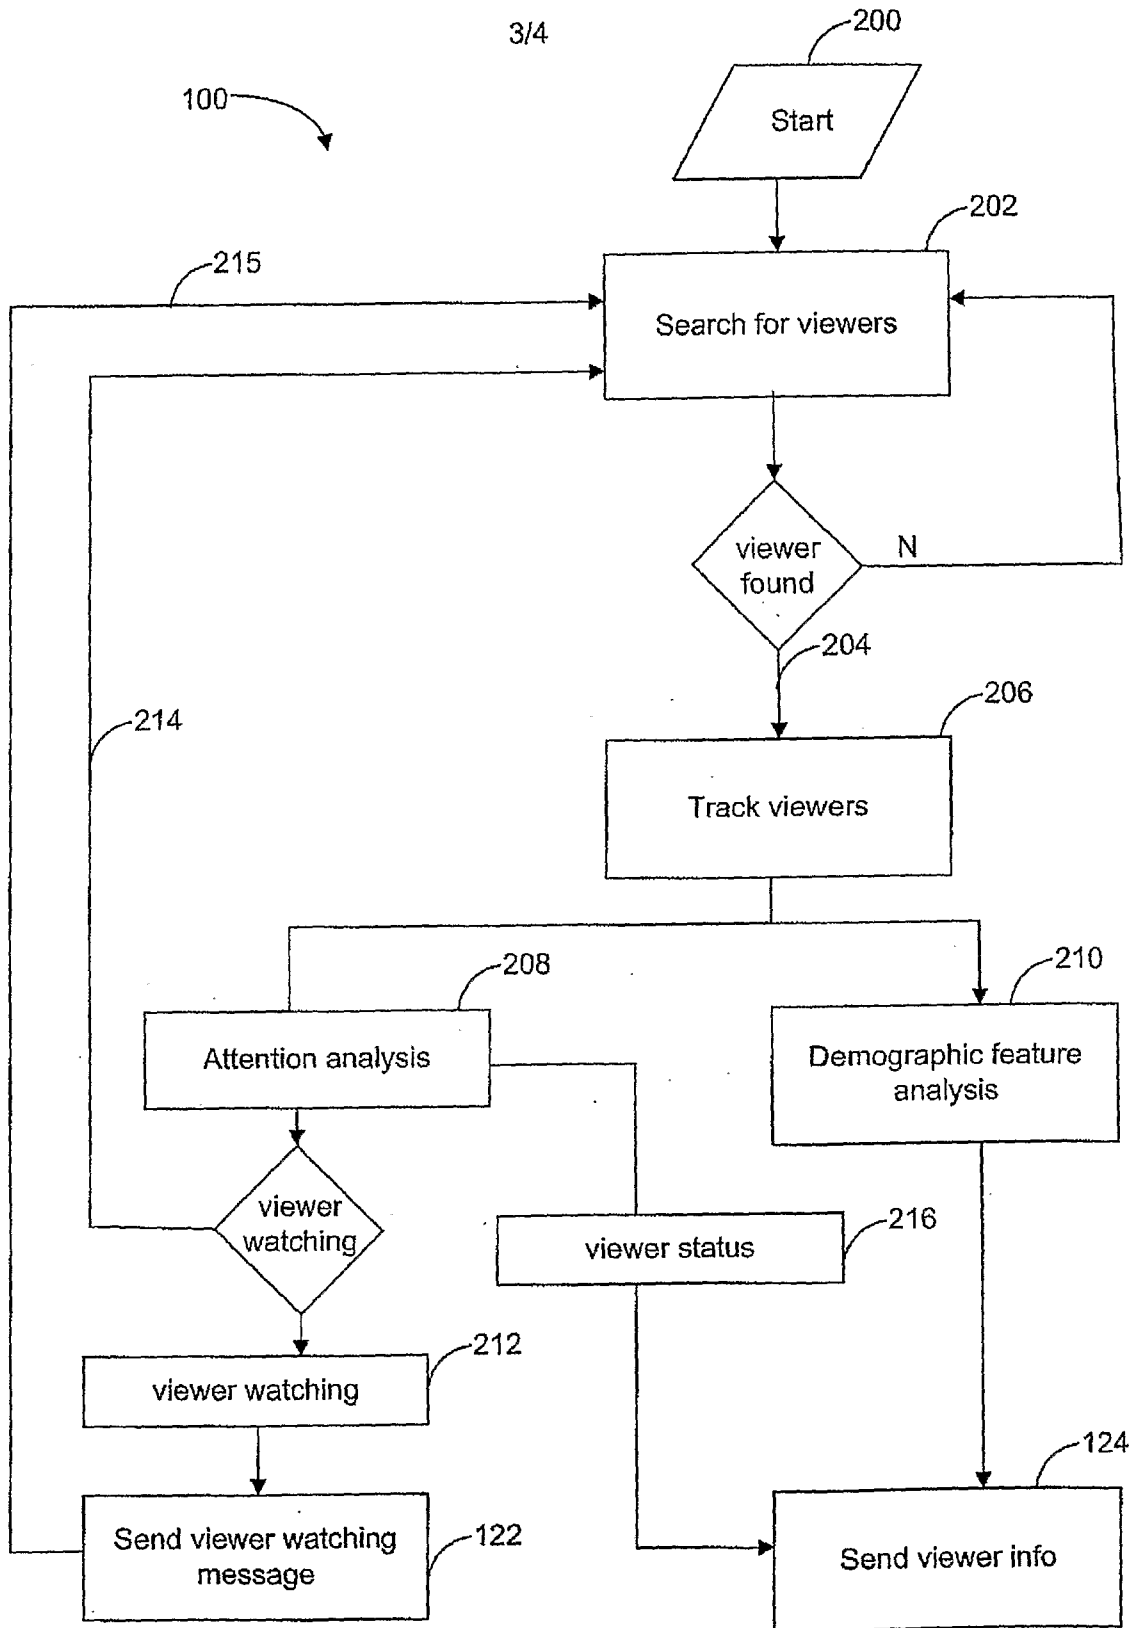 3/4
200
100
Start
202
215
Search for viewers
viewer
found
N
204
206
214
Track viewers
208
210
Attention analysis
Demographic feature
analysis
viewer
watching
216
viewer status
212
viewer watching
124
Send viewer watching
message
122
Send viewer info